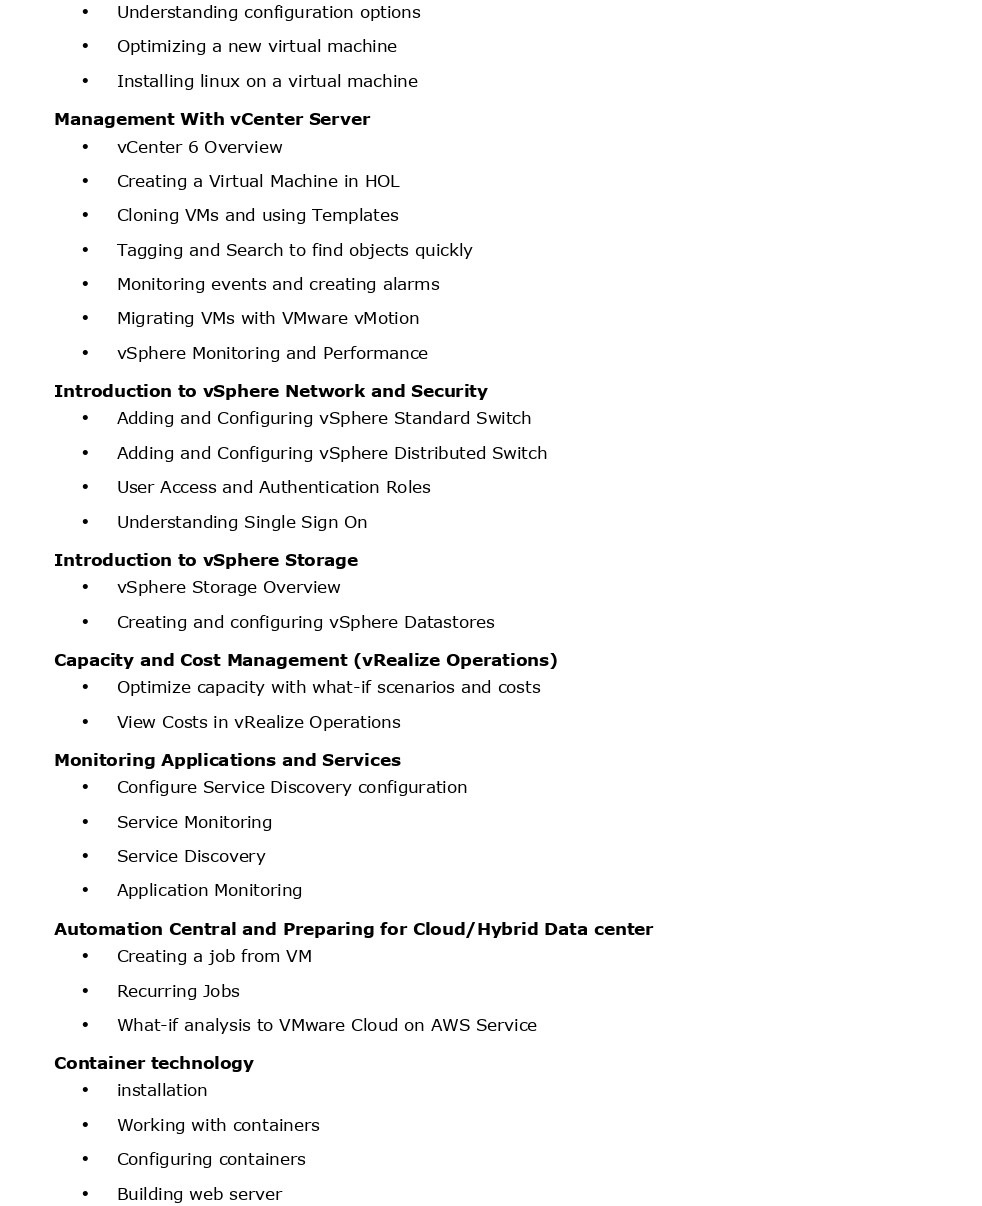 • Understanding configuration options
• Optimizing a new virtual machine
• Installing linux on a virtual machine
Management With vCenter Server
• vCenter 6 Overview
• Creating a Virtual Machine in HOL
• Cloning VMs and using Templates
• Tagging and Search to find objects quickly
• Monitoring events and creating alarms
• Migrating VMs with VMware vMotion
• vSphere Monitoring and Performance
Introduction to vSphere Network and Security
• Adding and Configuring vSphere Standard Switch
• Adding and Configuring vSphere Distributed Switch
• User Access and Authentication Roles
• Understanding Single Sign On
Introduction to vSphere Storage
• vSphere Storage Overview
• Creating and configuring vSphere Datastores
Capacity and Cost Management (vRealize Operations)
• Optimize capacity with what-if scenarios and costs
• View Costs in vRealize Operations
Monitoring Applications and Services
• Configure Service Discovery configuration
• Service Monitoring
• Service Discovery
• Application Monitoring
Automation Central and Preparing for Cloud/Hybrid Data center
• Creating a job from VM
• Recurring Jobs
• What-if analysis to VMware Cloud on AWS Service
Container technology
• installation
• Working with containers
• Configuring containers
• Building web server